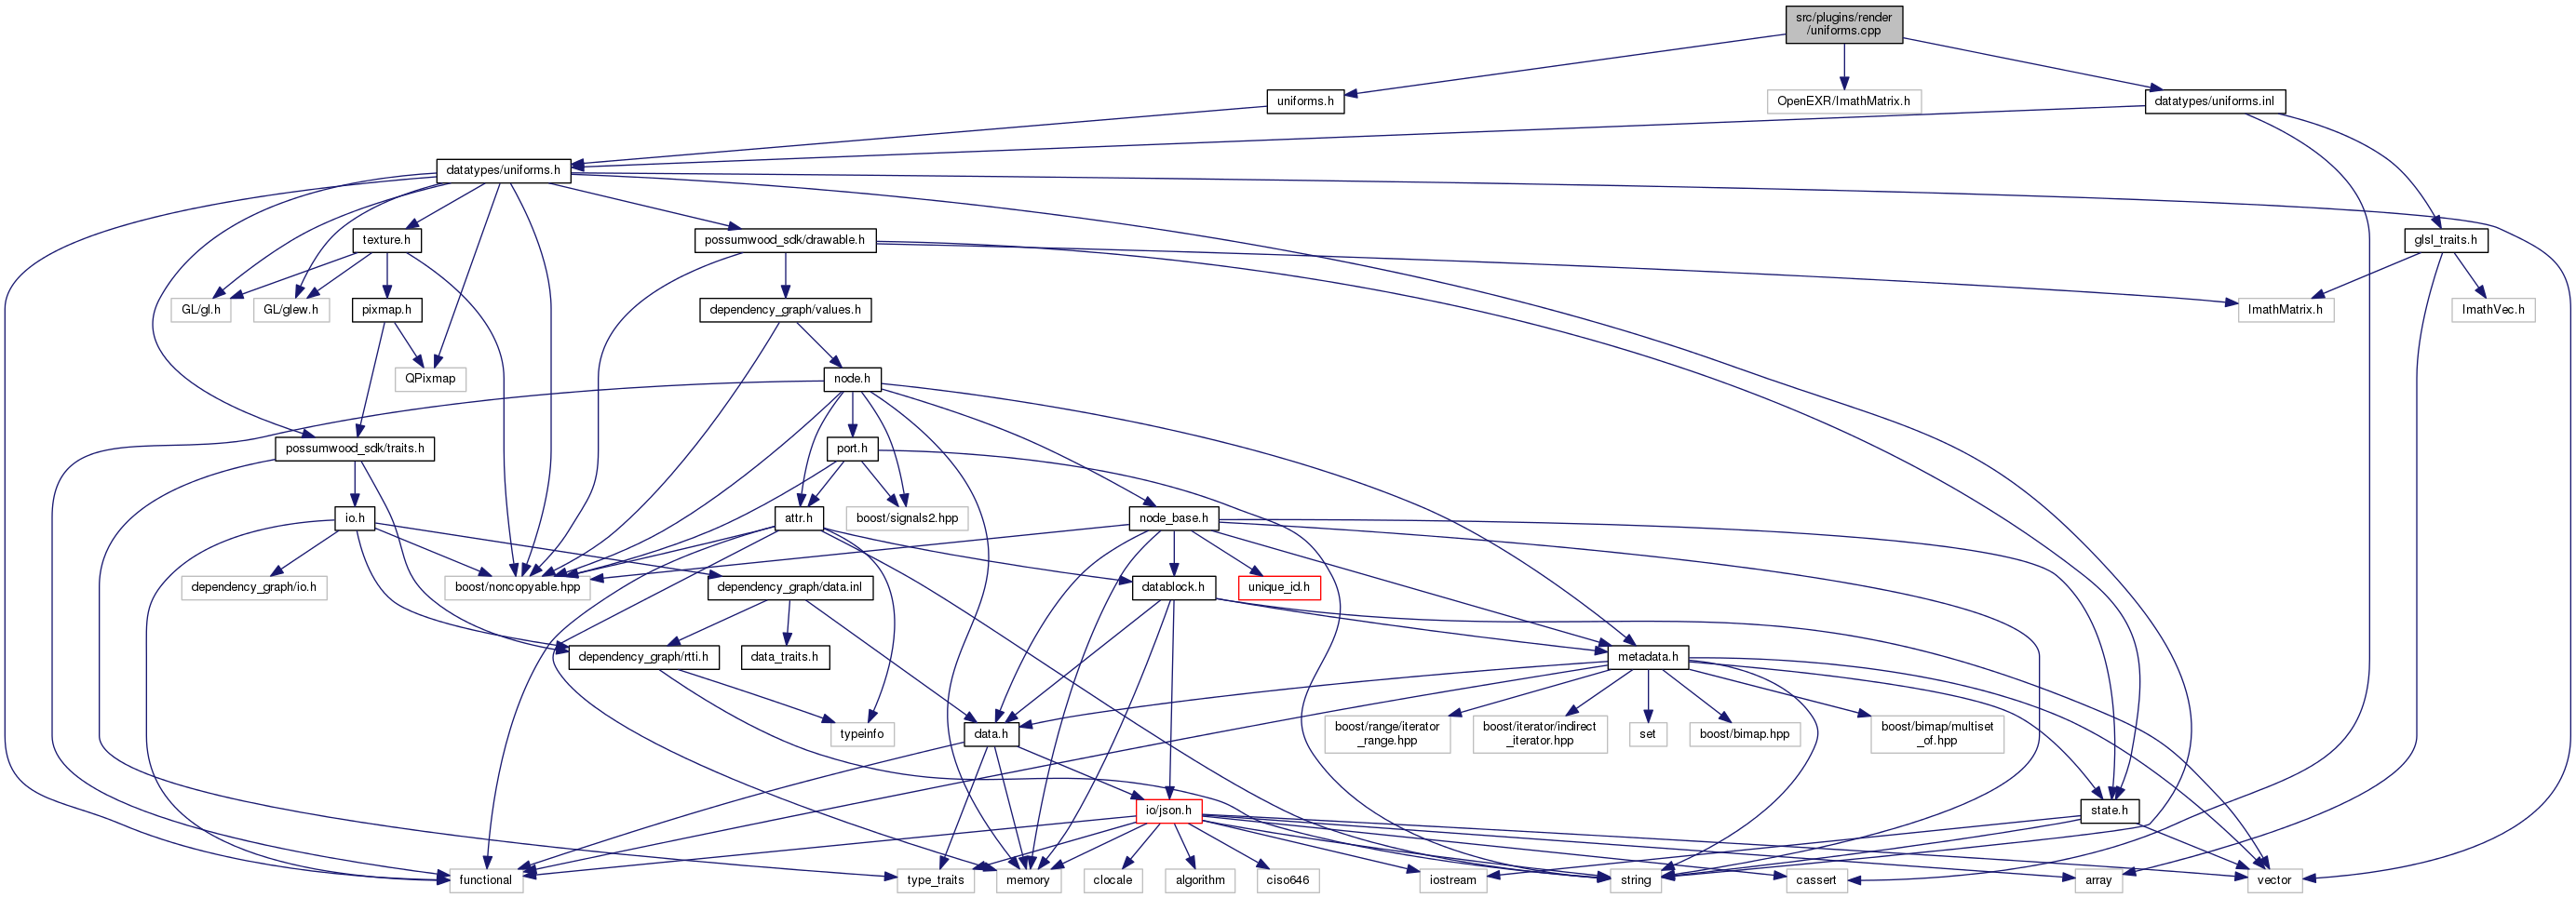 src/plugins/render
/uniforms.cpp
uniforms.h
OpenEXR/ImathMatrix.h
datatypes/uniforms.inl
datatypes/uniforms.h
texture.h
possumwood_sdk/drawable.h
glsl_traits.h
GL/gl.h
GL/glew.h
pixmap.h
dependency_graph/values.h
ImathMatrix.h
ImathVec.h
QPixmap
node.h
possumwood_sdk/traits.h
port.h
io.h
attr.h
boost/signals2.hpp
node_base.h
dependency_graph/io.h
boost/noncopyable.hpp
dependency_graph/data.inl
datablock.h
unique_id.h
dependency_graph/rtti.h
data_traits.h
metadata.h
typeinfo
data.h
boost/range/iterator
_range.hpp
boost/iterator/indirect
_iterator.hpp
set
boost/bimap.hpp
boost/bimap/multiset
_of.hpp
io/json.h
state.h
functional
type_traits
memory
clocale
algorithm
ciso646
iostream
string
cassert
array
vector